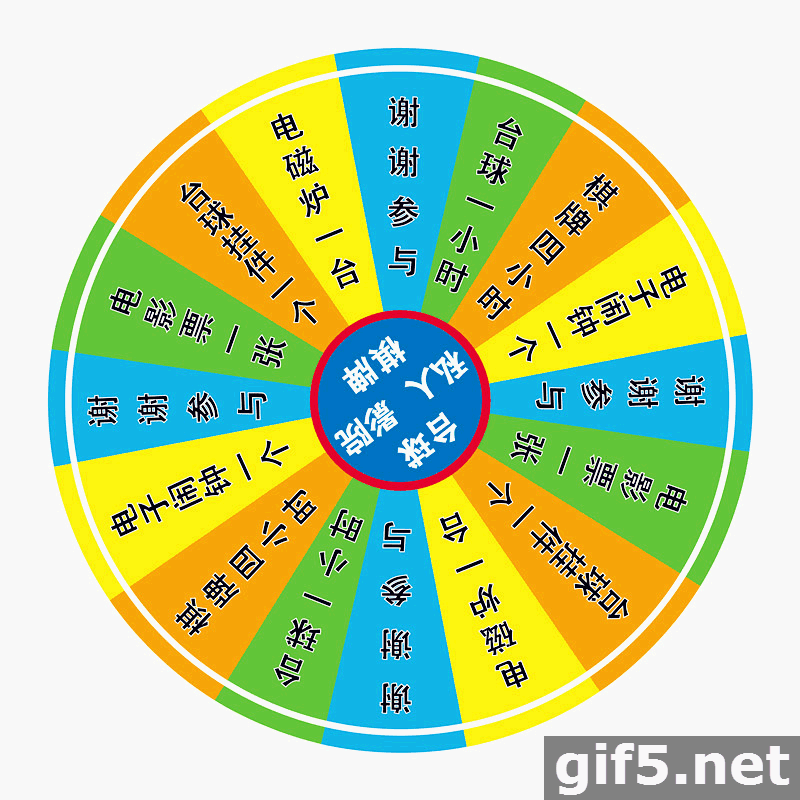 谢谢参与
台球一小时
棋牌四小时
电子闹钟一个
谢谢参与
电影票一张
台球挂件一个
电磁炉一台
谢谢参与
台球一小时
棋牌四小时
电子闹钟一个
谢谢参与
电影票一张
台球挂件一个
电磁炉一台
棋牌
私人
影院
台球
gif5.net